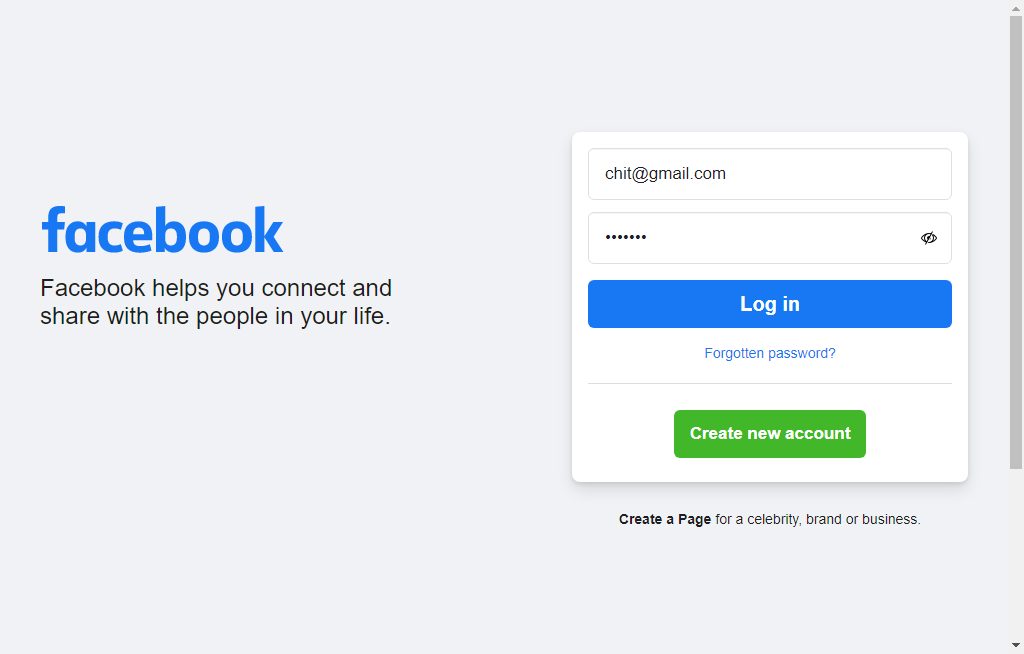 facebook
Facebook helps you connect and
share with the people in your life.
chit@gmail.com
•••••••
Log in
Forgotten password?
Create new account
Create a Page for a celebrity, brand or business.